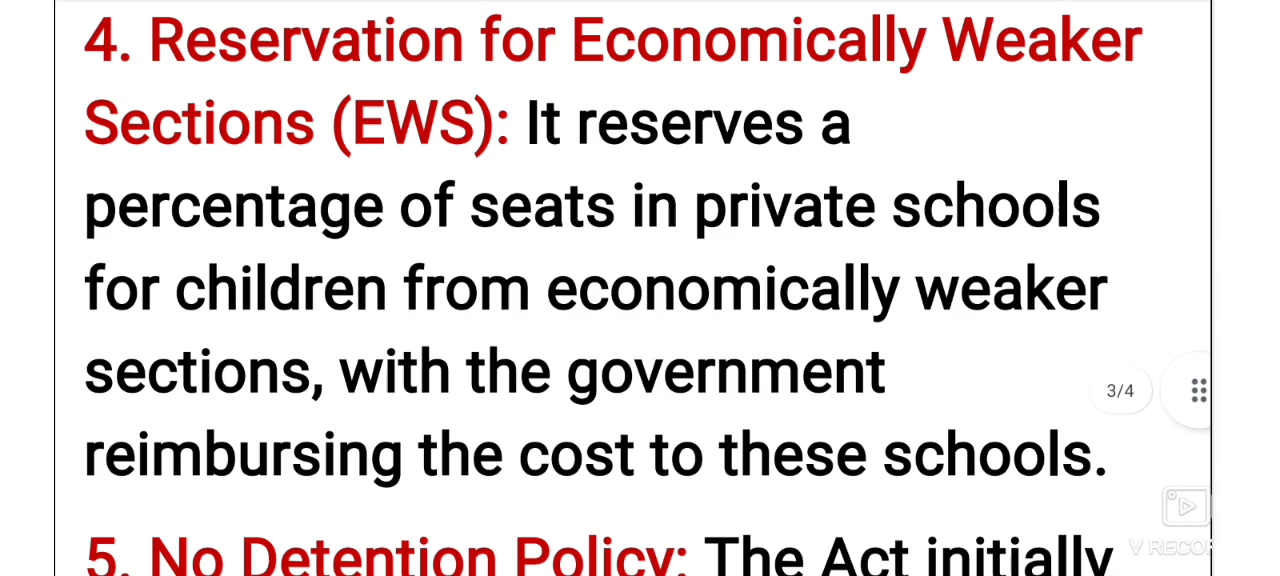 4. Reservation for Economically Weaker
Sections (EWS): It reserves a
percentage of seats in private schools
for children from economically weaker
sections, with the government
3/4
reimbursing the cost to these schools.
5. No Detention Policy: The Act initially
V RECOR